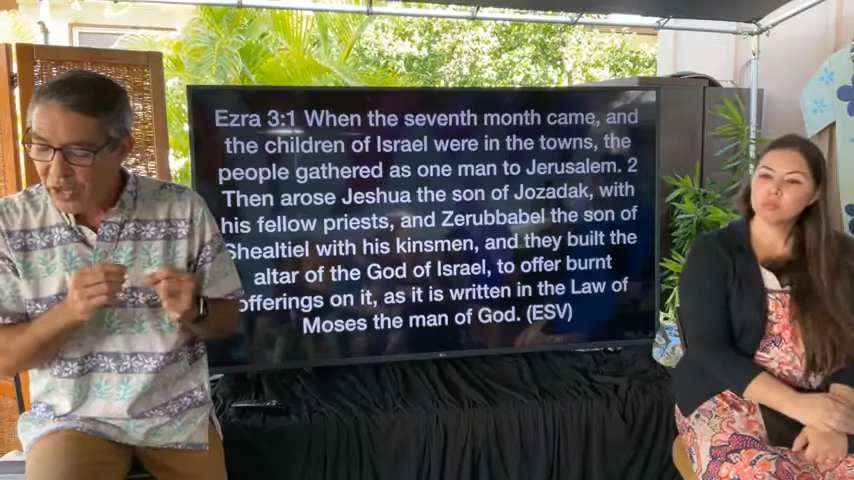 Ezra 3:1 When the seventh month came, and
the children of Israel were in the towns, the
people gathered as one man to Jerusalem. 2
Then arose Jeshua the son of Jozadak, with
his fellow priests, and Zerubbabel the son of
Shealtiel with his kinsmen, and they built the
altar of the God of Israel, to offer burnt
offerings on it, as it is written in the Law of
Moses the man of God. (ESV)
LG